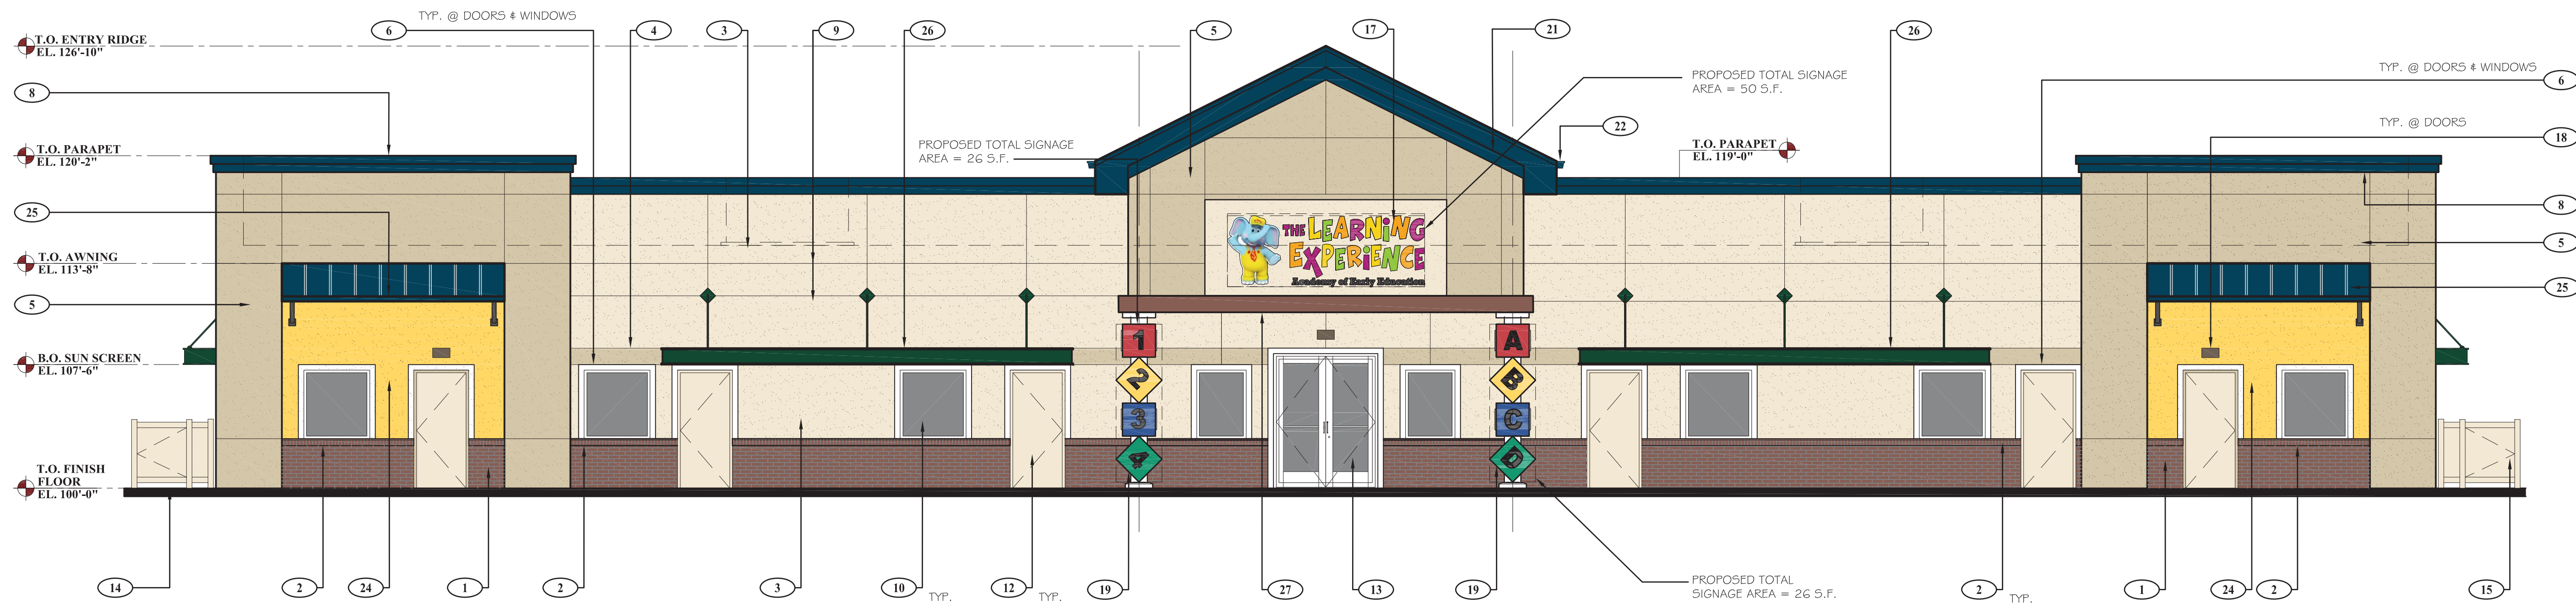 TYP. @ DOORS & WINDOWS
6
4
3
9
26
5
17
21
26
T.O. ENTRY RIDGE
EL. 126'-10"
PROPOSED TOTAL SIGNAGE
AREA = 50 S.F.
TYP. @ DOORS & WINDOWS
6
8
22
TYP. @ DOORS
18
PROPOSED TOTAL SIGNAGE
AREA = 26 S.F.
T.O. PARAPET
EL. 120'-2"
T.O. PARAPET
EL. 119'-0"
8
25
5
THE LEARNING
EXPERIENCE
Academy of Early Education
T.O. AWNING
EL. 113'-8"
25
5
B.O. SUN SCREEN
EL. 107'-6"
1
2
3
4
A
B
C
D
T.O. FINISH
FLOOR
EL. 100'-0"
14
2
24
1
2
3
10
TYP.
12
TYP.
19
27
13
19
PROPOSED TOTAL
SIGNAGE AREA = 26 S.F.
2
TYP.
1
24
2
15